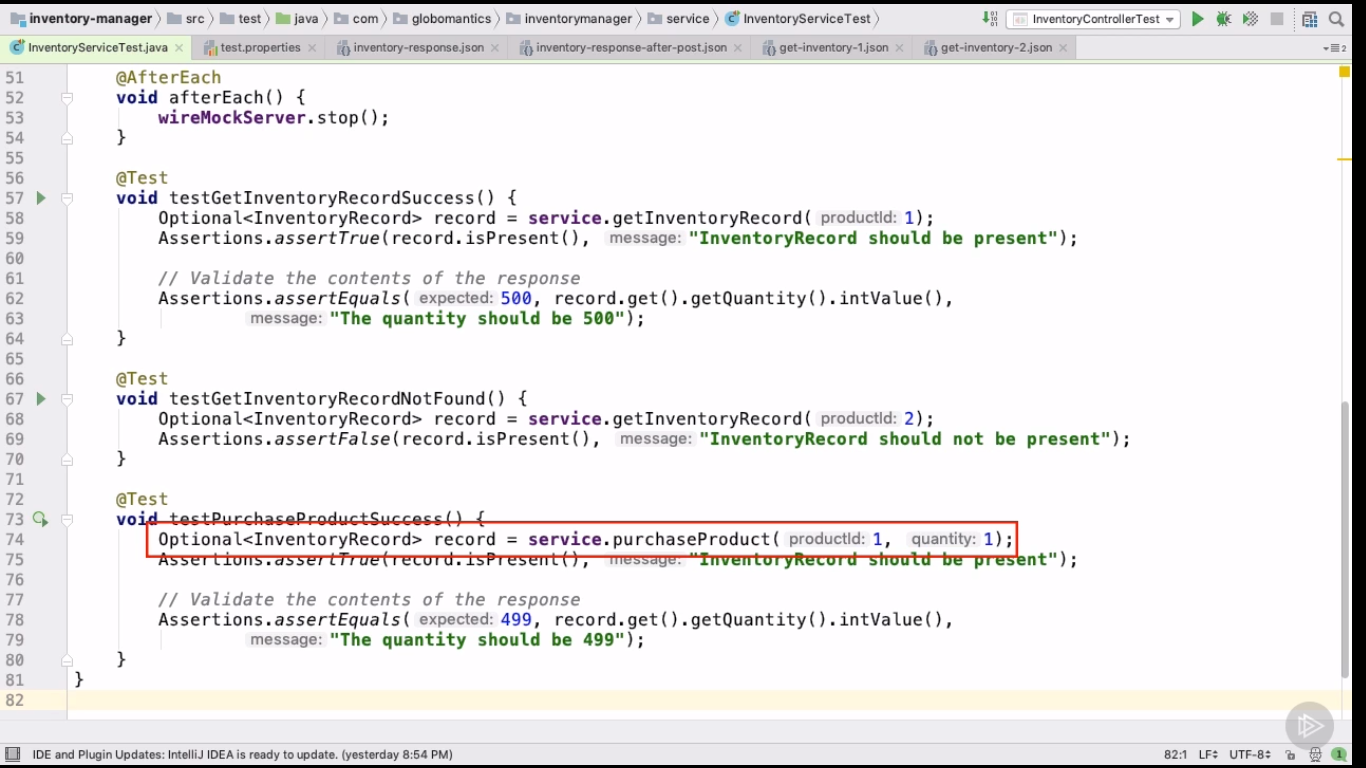 inventory-manager src test java com globomantics inventorymanager service InventoryServiceTest InventoryControllerTest
InventoryServiceTest.java test.properties inventory-response.json inventory-response-after-post.json get-inventory-1.json get-inventory-2.json 2
51 @AfterEach
52 void afterEach() {
53 wireMockServer.stop();
54 }
55
56 @Test
57 void testGetInventoryRecordSuccess() {
58 Optional<InventoryRecord> record = service.getInventoryRecord( productId: 1);
59 Assertions.assertTrue(record.isPresent(), message: "InventoryRecord should be present");
60
61 // Validate the contents of the response
62 Assertions.assertEquals( expected: 500, record.get().getQuantity().intValue(),
63 message: "The quantity should be 500");
64 }
65
66 @Test
67 void testGetInventoryRecordNotFound() {
68 Optional<InventoryRecord> record = service.getInventoryRecord( productId: 2);
69 Assertions.assertFalse(record.isPresent(), message: "InventoryRecord should not be present");
70 }
71
72 @Test
73 void testPurchaseProductSuccess() {
74 Optional<InventoryRecord> record = service.purchaseProduct( productId: 1, quantity: 1);
75 Assertions.assertTrue(record.isPresent(), message: "InventoryRecord should be present");
76
77 // Validate the contents of the response
78 Assertions.assertEquals( expected: 499, record.get().getQuantity().intValue(),
79 message: "The quantity should be 499");
80 }
81 }
82
IDE and Plugin Updates: IntelliJ IDEA is ready to update. (yesterday 8:54 PM) 82:1 LF UTF-8 1